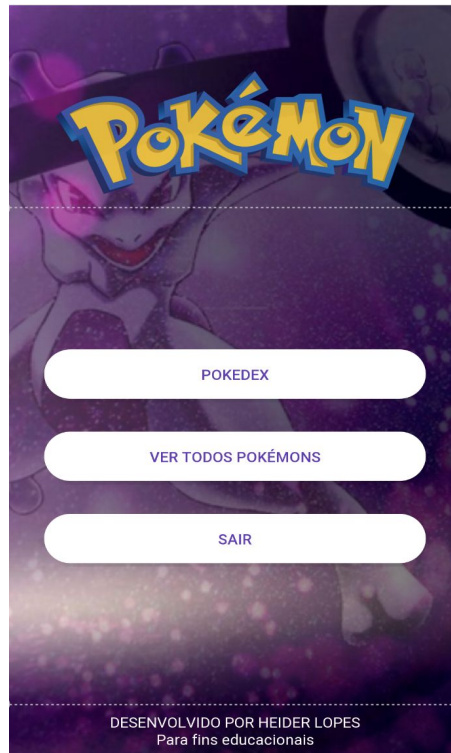 POKéMON
POKEDEX
VER TODOS POKÉMONS
SAIR
DESENVOLVIDO POR HEIDER LOPES
Para fins educacionais